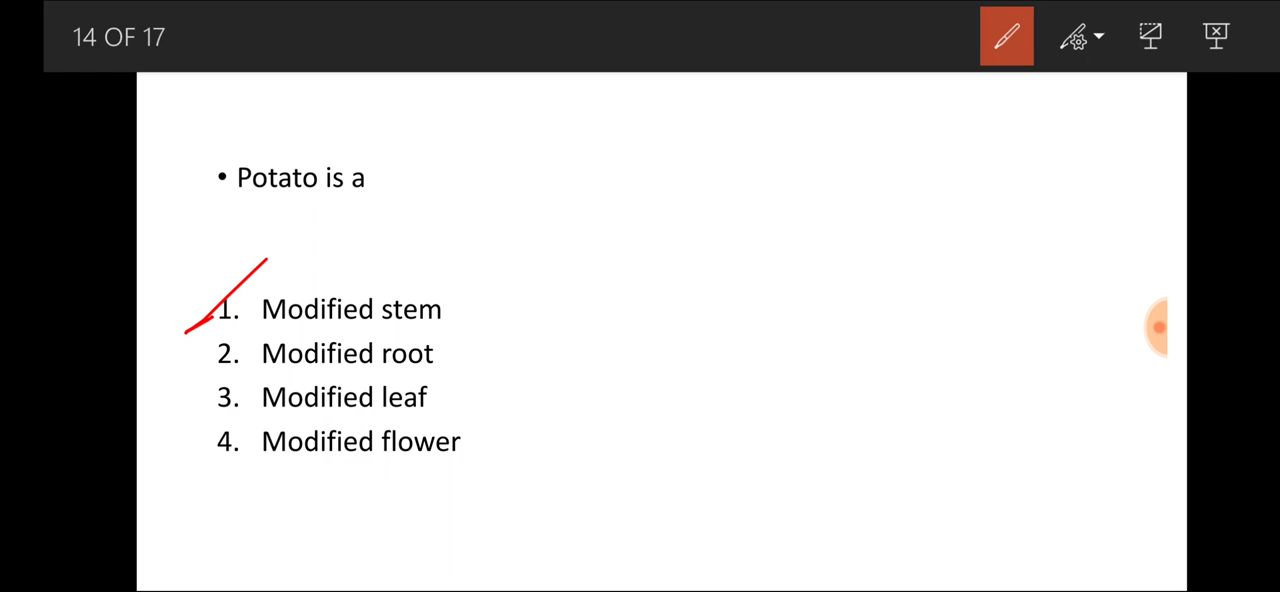 14 OF 17
• Potato is a
1. Modified stem
2. Modified root
3. Modified leaf
4. Modified flower